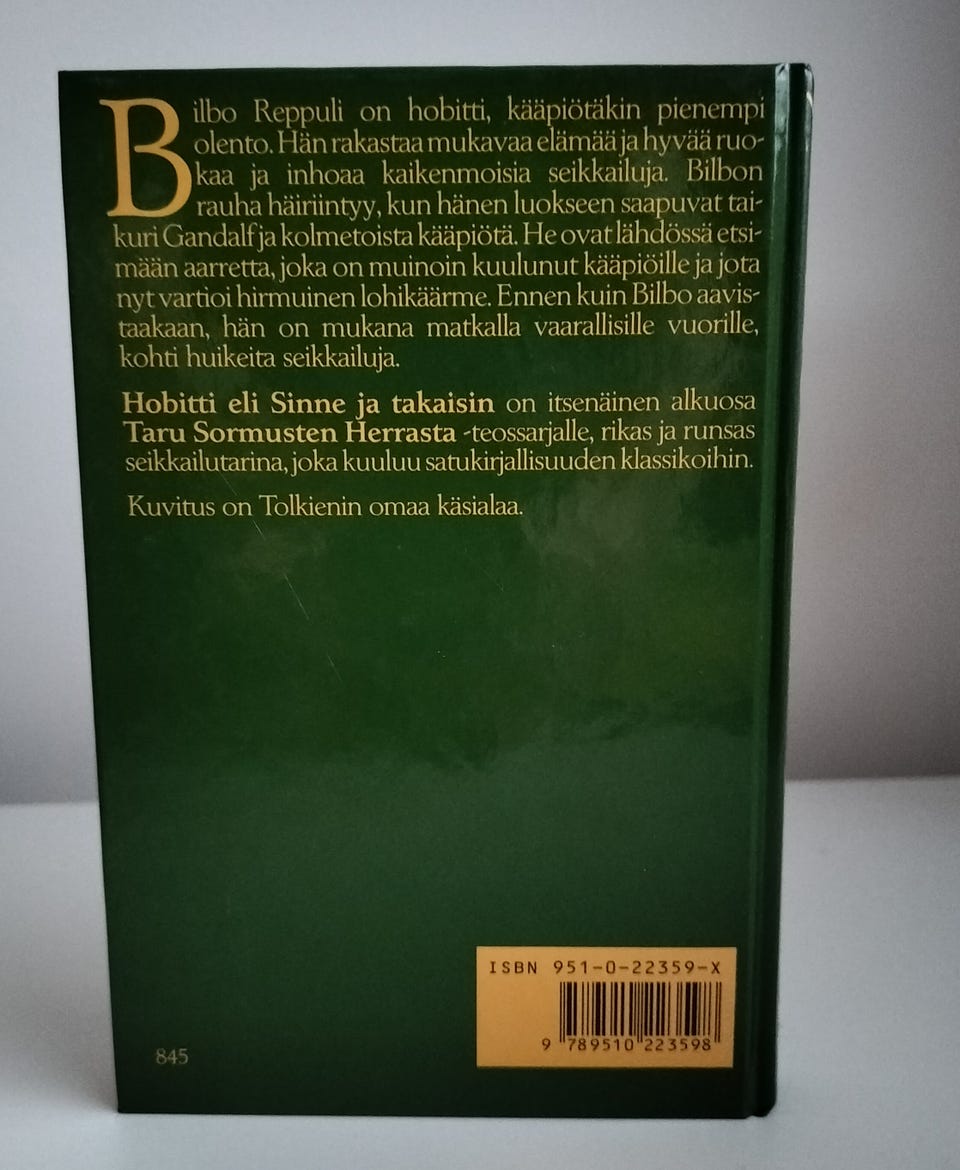 Bilbo Reppuli on hobitti, kääpiötäkin pienempi
olento. Hän rakastaa mukavaa elämää ja hyvää ruo-
kaa ja inhoaa kaikenmoisia seikkailuja. Bilbon
rauha häiriintyy, kun hänen luokseen saapuvat tai-
kuri Gandalf ja kolmetoista kääpiötä. He ovat lähdössä etsi-
mään aarretta, joka on muinoin kuulunut kääpiöille ja jota
nyt vartioi hirmuinen lohikäärme. Ennen kuin Bilbo aavis-
taakaan, hän on mukana matkalla vaarallisille vuorille,
kohti huikeita seikkailuja.
Hobitti eli Sinne ja takaisin on itsenäinen alkuosa
Taru Sormusten Herrasta -teossarjalle, rikas ja runsas
seikkailutarina, joka kuuluu satukirjallisuuden klassikoihin.
Kuvitus on Tolkienin omaa käsialaa.
ISBN 951-0-22359-X
9 789510 223598
845